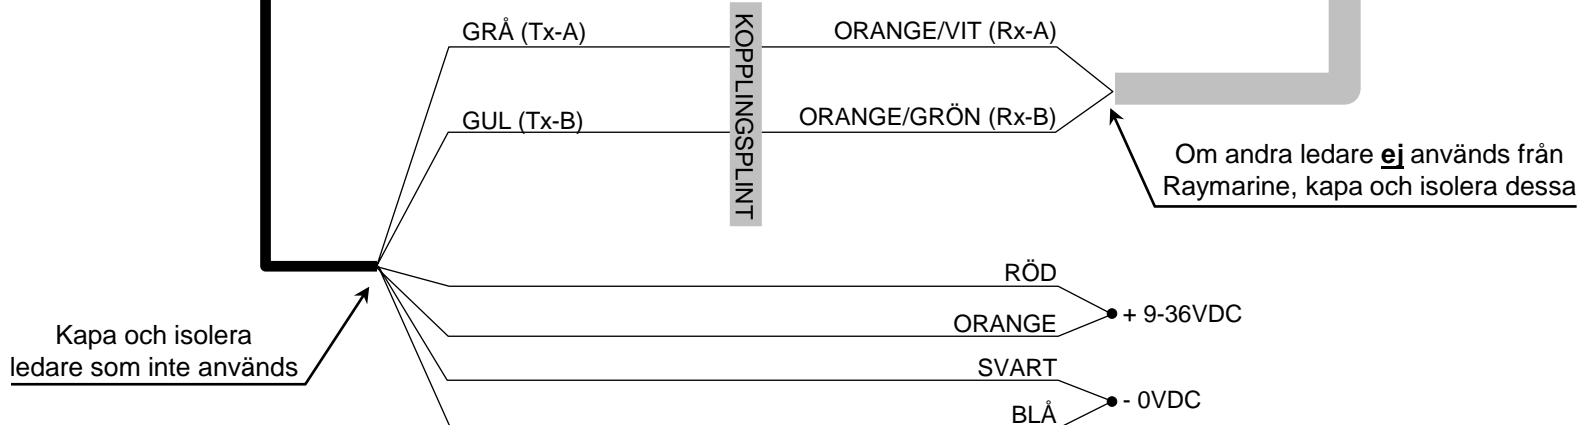 GRÅ (Tx-A)
KOPPLINGSPLINT
ORANGE/VIT (Rx-A)
GUL (Tx-B)
ORANGE/GRÖN (Rx-B)
Om andra ledare ej används från
Raymarine, kapa och isolera dessa
RÖD
+ 9-36VDC
ORANGE
Kapa och isolera
ledare som inte används
SVART
- 0VDC
BLÅ